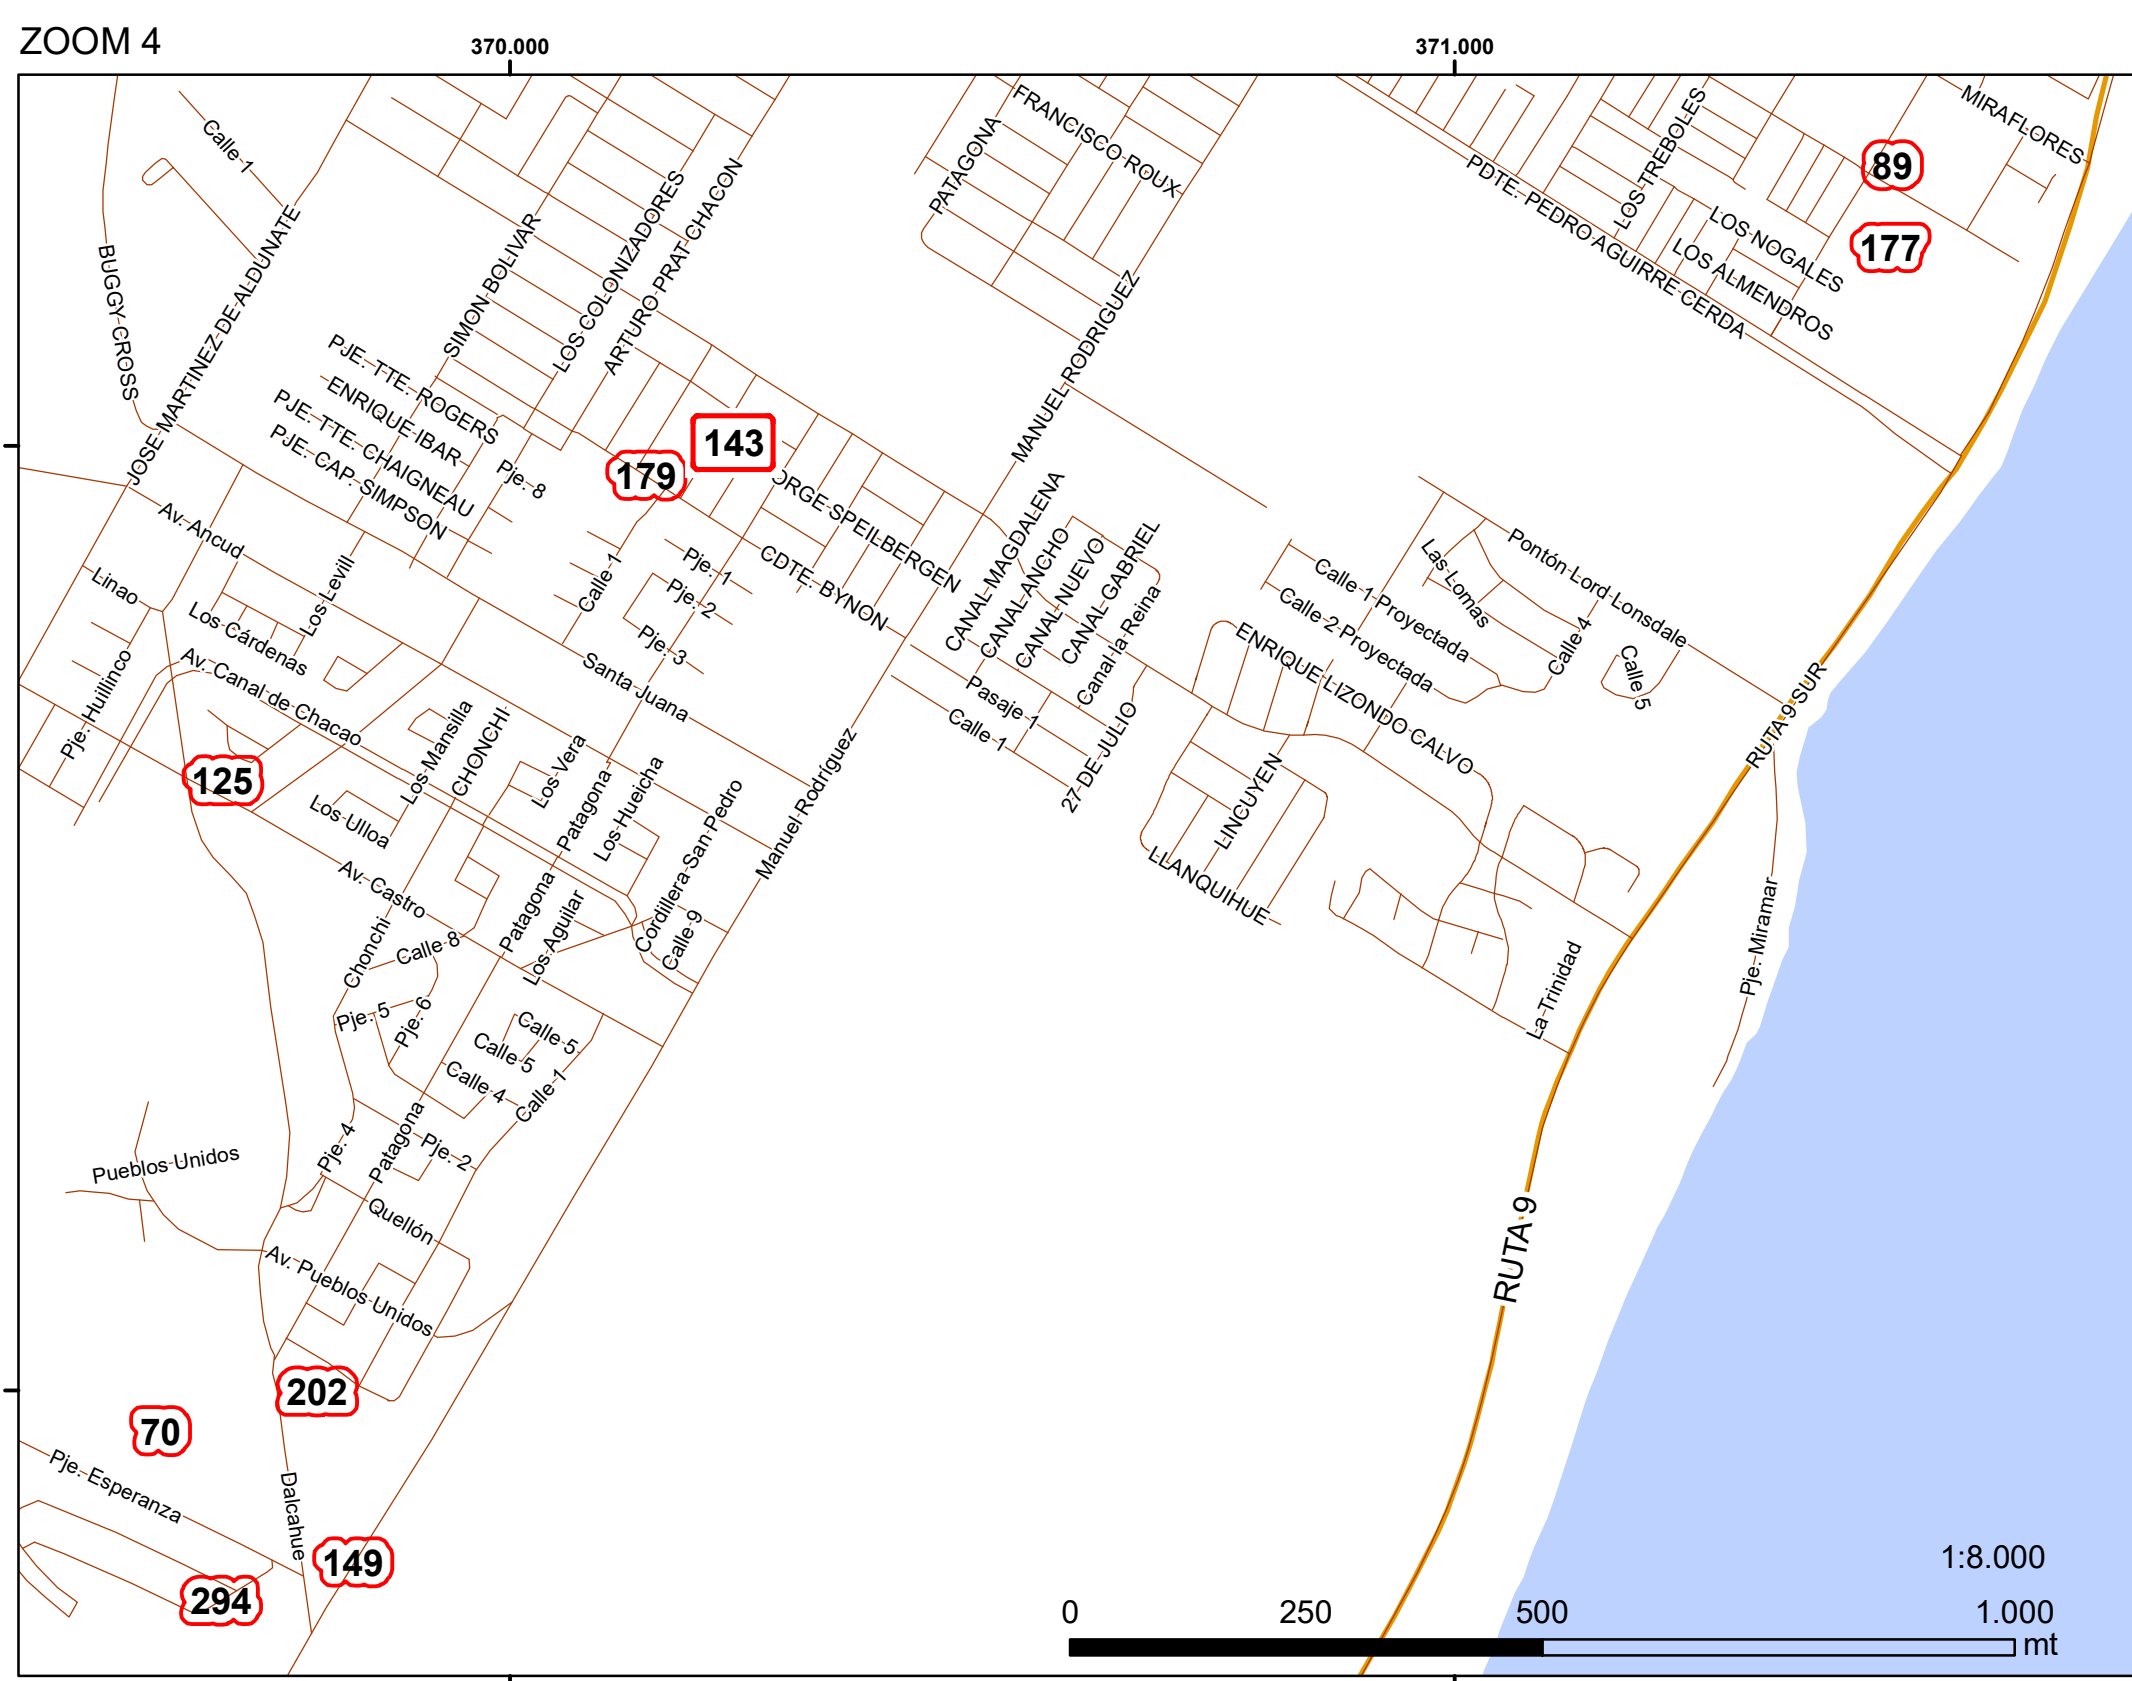 ZOOM 4
370.000
371.000
Calle 1
FRANCISCO ROUX
PATAGONA
LOS TREBOLES
MIRAFLORES
89
PDTE. PEDRO AGUIRRE CERDA
LOS NOGALES
177
LOS ALMENDROS
BUGGY CROSS
JOSE MARTINEZ DE ALDUNATE
SIMON BOLIVAR
LOS COLONIZADORES
ARTURO PRAT CHACON
MANUEL RODRIGUEZ
PJE. TTE. ROGERS
ENRIQUE IBAR
PJE. TTE. CHAIGNEAU
PJE. CAP. SIMPSON
Pje. 8
143
179
ORGE SPEILBERGEN
CDTE. BYNON
Av. Ancud
Linao
Los Levill
Los Cárdenas
Calle 1
Pje. 1
Pje. 2
Pje. 3
CANAL MAGDALENA
CANAL ANCHO
CANAL NUEVO
CANAL GABRIEL
Canal la Reina
Calle 1 Proyectada
Calle 2 Proyectada
Las Lomas
Pontón Lord Lonsdale
Calle 4
Calle 5
ENRIQUE LIZONDO CALVO
Pje. Huillinco
Av. Canal de Chacao
Santa Juana
Pasaje 1
Calle 1
27 DE JULIO
RUTA 9 SUR
125
Los Mansilla
CHONCHI
Los Vera
Los Ulloa
Patagona
Los Hueicha
Cordillera San Pedro
Manuel Rodríguez
LINCUYEN
LLANQUIHUE
Av. Castro
Patagona
Los Aguilar
Calle 9
Chonchi
Calle 8
La Trinidad
Pje. Miramar
Pje. 5
Pje. 6
Calle 5
Calle 5
Calle 4
Calle 1
Pje. 4
Patagona
Pje. 2
Pueblos Unidos
Quellón
Av. Pueblos Unidos
RUTA 9
202
70
Pje. Esperanza
Dalcahue
149
294
1:8.000
0 250 500 1.000
mt